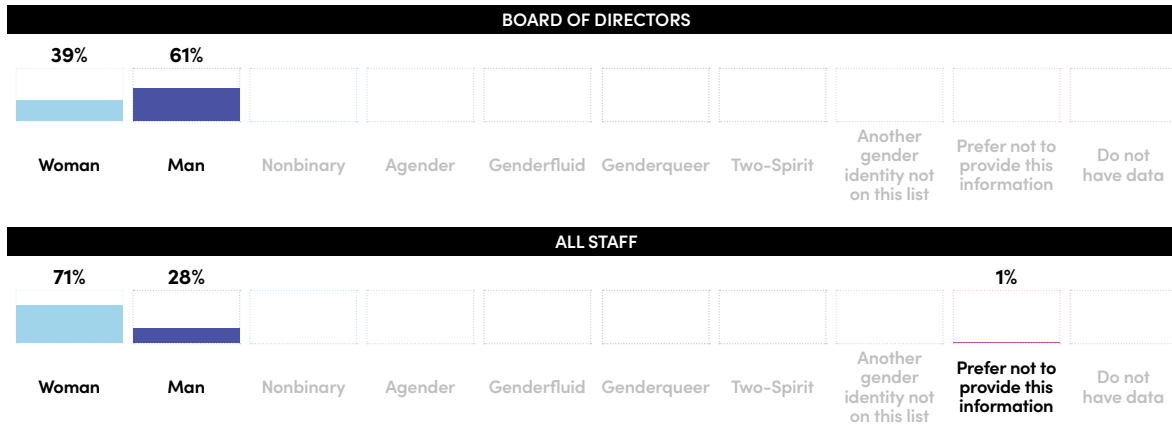 BOARD OF DIRECTORS
39% 61%
Woman Man Nonbinary Agender Genderfluid Genderqueer Two-Spirit
Another
gender
identity not
on this list
Prefer not to
provide this
information
Do not
have data
ALL STAFF
71% 28% 1%
Woman Man Nonbinary Agender Genderfluid Genderqueer Two-Spirit
Another
gender
identity not
on this list
Prefer not to
provide this
information
Do not
have data